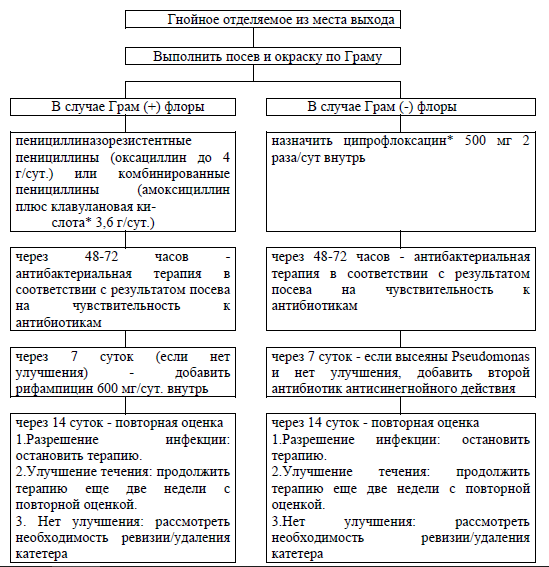 Гнойное отделяемое из места выхода
Выполнить посев и окраску по Граму
В случае Грам (+) флоры
пенициллиназорезистентные
пенициллины (оксациллин до 4
г/сут.) или комбинированные
пенициллины (амоксициллин
плюс клавулановая ки-
слота* 3,6 г/сут.)
через 48-72 часов -
антибактериальная терапия в
соответствии с результатом посева
на чувствительность к
антибиотикам
через 7 суток (если нет
улучшения) - добавить
рифампицин 600 мг/сут. внутрь
через 14 суток - повторная оценка
1.Разрешение инфекции:
остановить терапию.
2.Улучшение течения: продолжить
терапию еще две недели с
повторной оценкой.
3. Нет улучшения: рассмотреть
необходимость ревизии/удаления
катетера
В случае Грам (-) флоры
назначить ципрофлоксацин* 500 мг 2
раза/сут внутрь
через 48-72 часов - антибактериальная
терапия в соответствии с результатом
посева на чувствительность к
антибиотикам
через 7 суток - если высеяны Pseudomonas
и нет улучшения, добавить второй
антибиотик антисинегнойного действия
через 14 суток - повторная оценка
1.Разрешение инфекции: остановить
терапию.
2.Улучшение течения: продолжить
терапию еще две недели с повторной
оценкой.
3.Нет улучшения: рассмотреть
необходимость ревизии/удаления
катетера